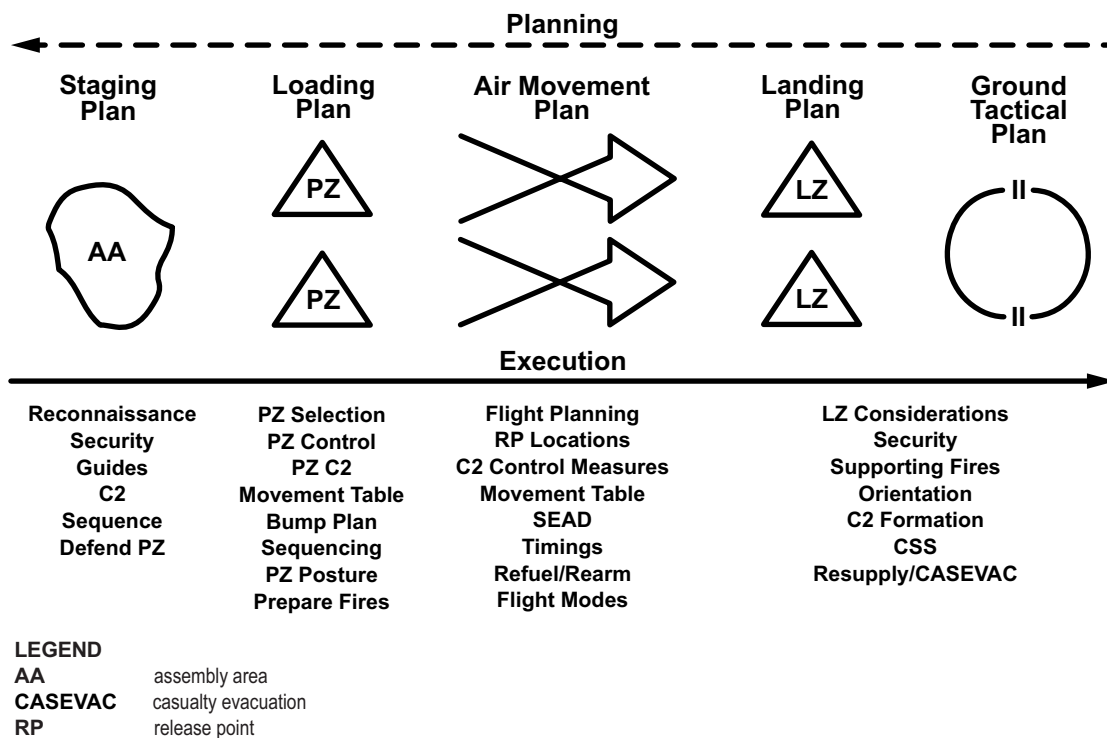 Planning
Staging
Plan
Loading
Plan
Air Movement
Plan
Landing
Plan
Ground
Tactical
Plan
AA
PZ
PZ
LZ
LZ
II
II
Execution
Reconnaissance
Security
Guides
C2
Sequence
Defend PZ
PZ Selection
PZ Control
PZ C2
Movement Table
Bump Plan
Sequencing
PZ Posture
Prepare Fires
Flight Planning
RP Locations
C2 Control Measures
Movement Table
SEAD
Timings
Refuel/Rearm
Flight Modes
LZ Considerations
Security
Supporting Fires
Orientation
C2 Formation
CSS
Resupply/CASEVAC
LEGEND
AA assembly area
CASEVAC casualty evacuation
RP release point